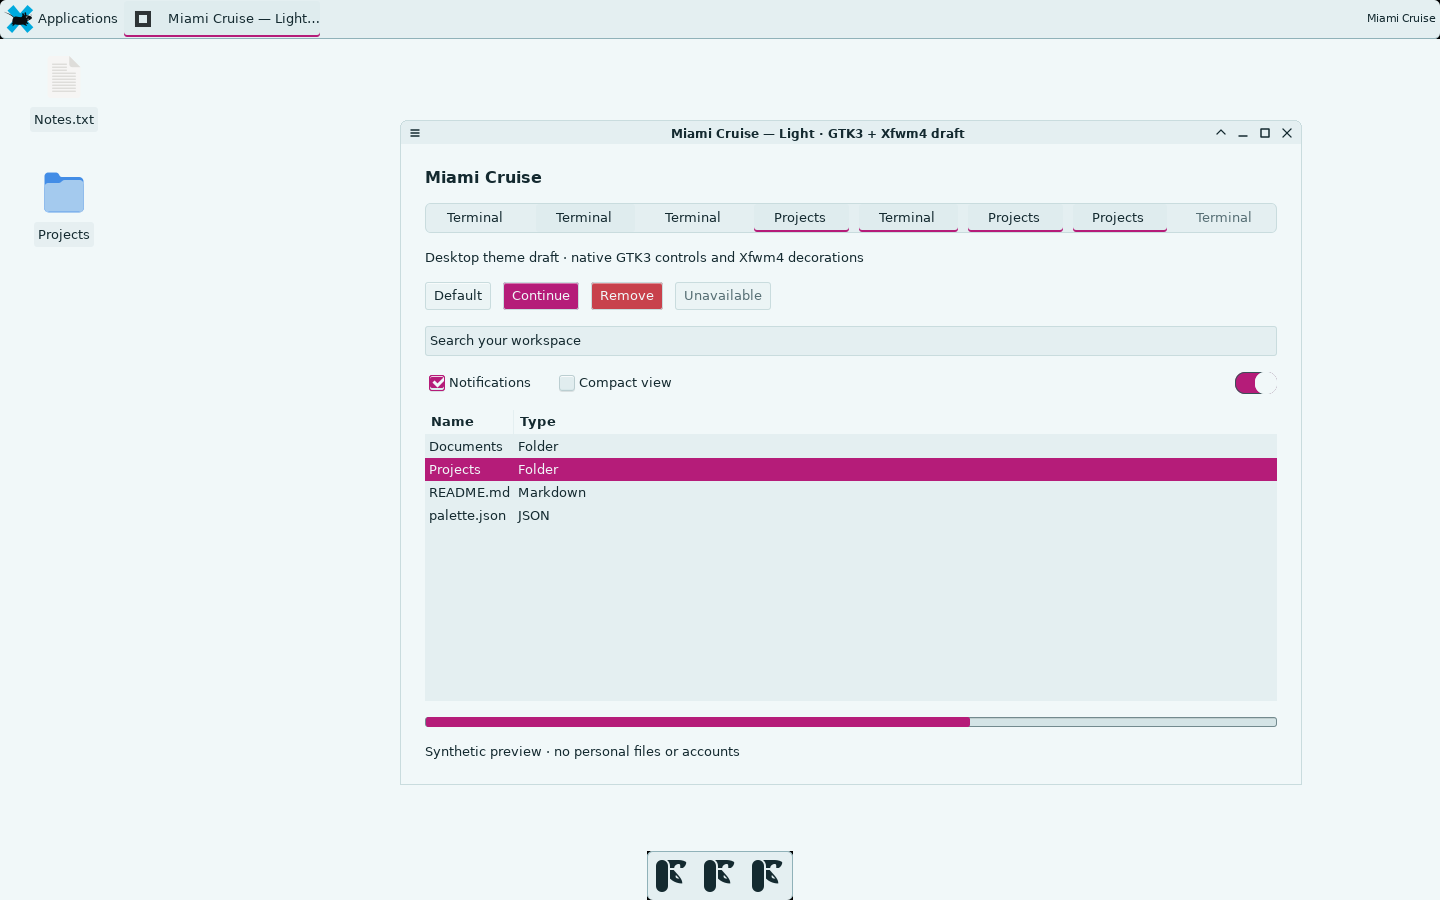 Applications
Miami Cruise — Light...
Miami Cruise
Notes.txt
Projects
Miami Cruise — Light · GTK3 + Xfwm4 draft
Miami Cruise
Terminal Terminal Terminal Projects Terminal Projects Projects Terminal
Desktop theme draft · native GTK3 controls and Xfwm4 decorations
Default Continue Remove Unavailable
Search your workspace
Notifications Compact view
Name Type
Documents Folder
Projects Folder
README.md Markdown
palette.json JSON
Synthetic preview · no personal files or accounts